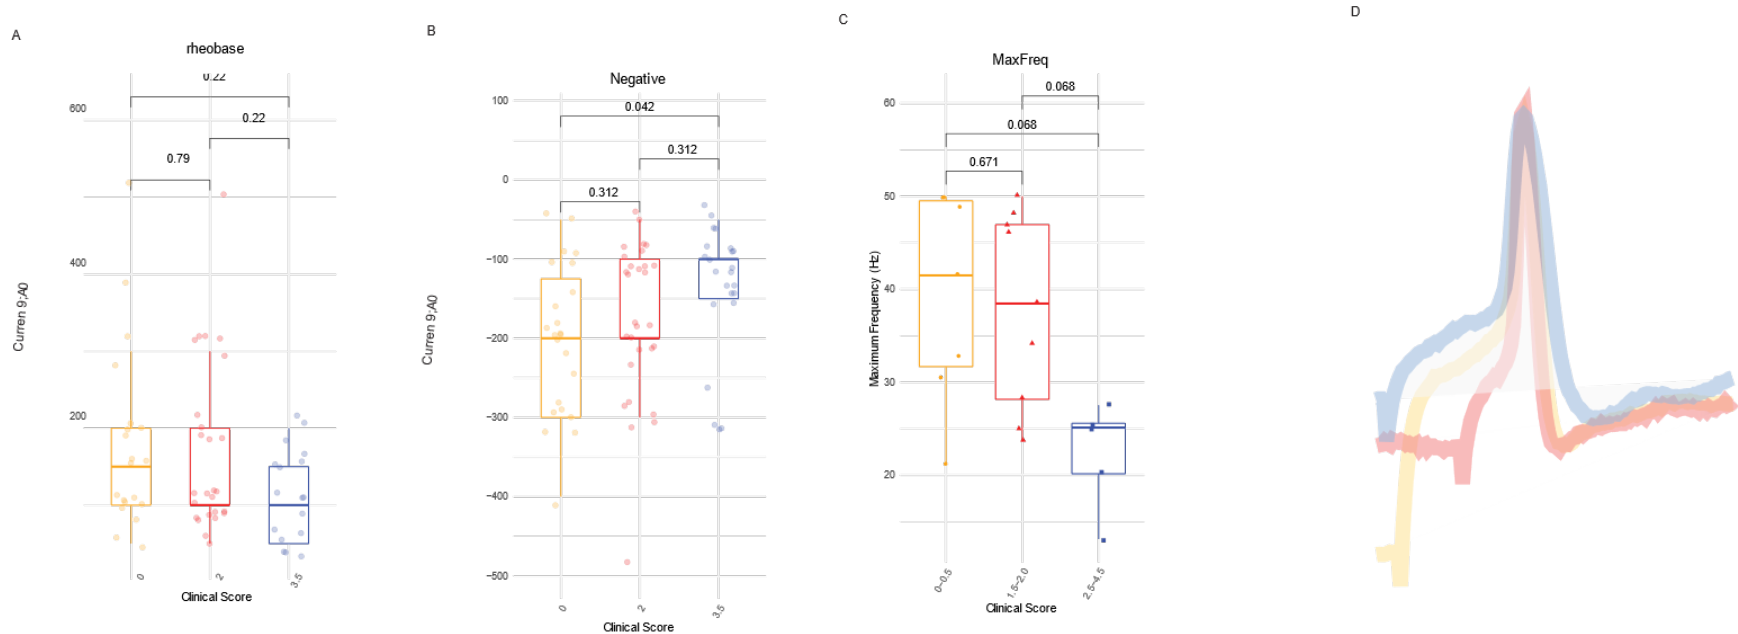 A
rheobase
0.22
0.22
0.79
600
400
200
Curren 9;A0
0
2
3.5
Clinical Score
B
Negative
0.042
0.312
0.312
100
0
−100
−200
−300
−400
−500
Curren 9;A0
0
2
3.5
Clinical Score
C
MaxFreq
0.068
0.068
0.671
60
50
40
30
20
Maximum Frequency (Hz)
0−0.5
1.5−2.0
2.5−4.5
Clinical Score
D